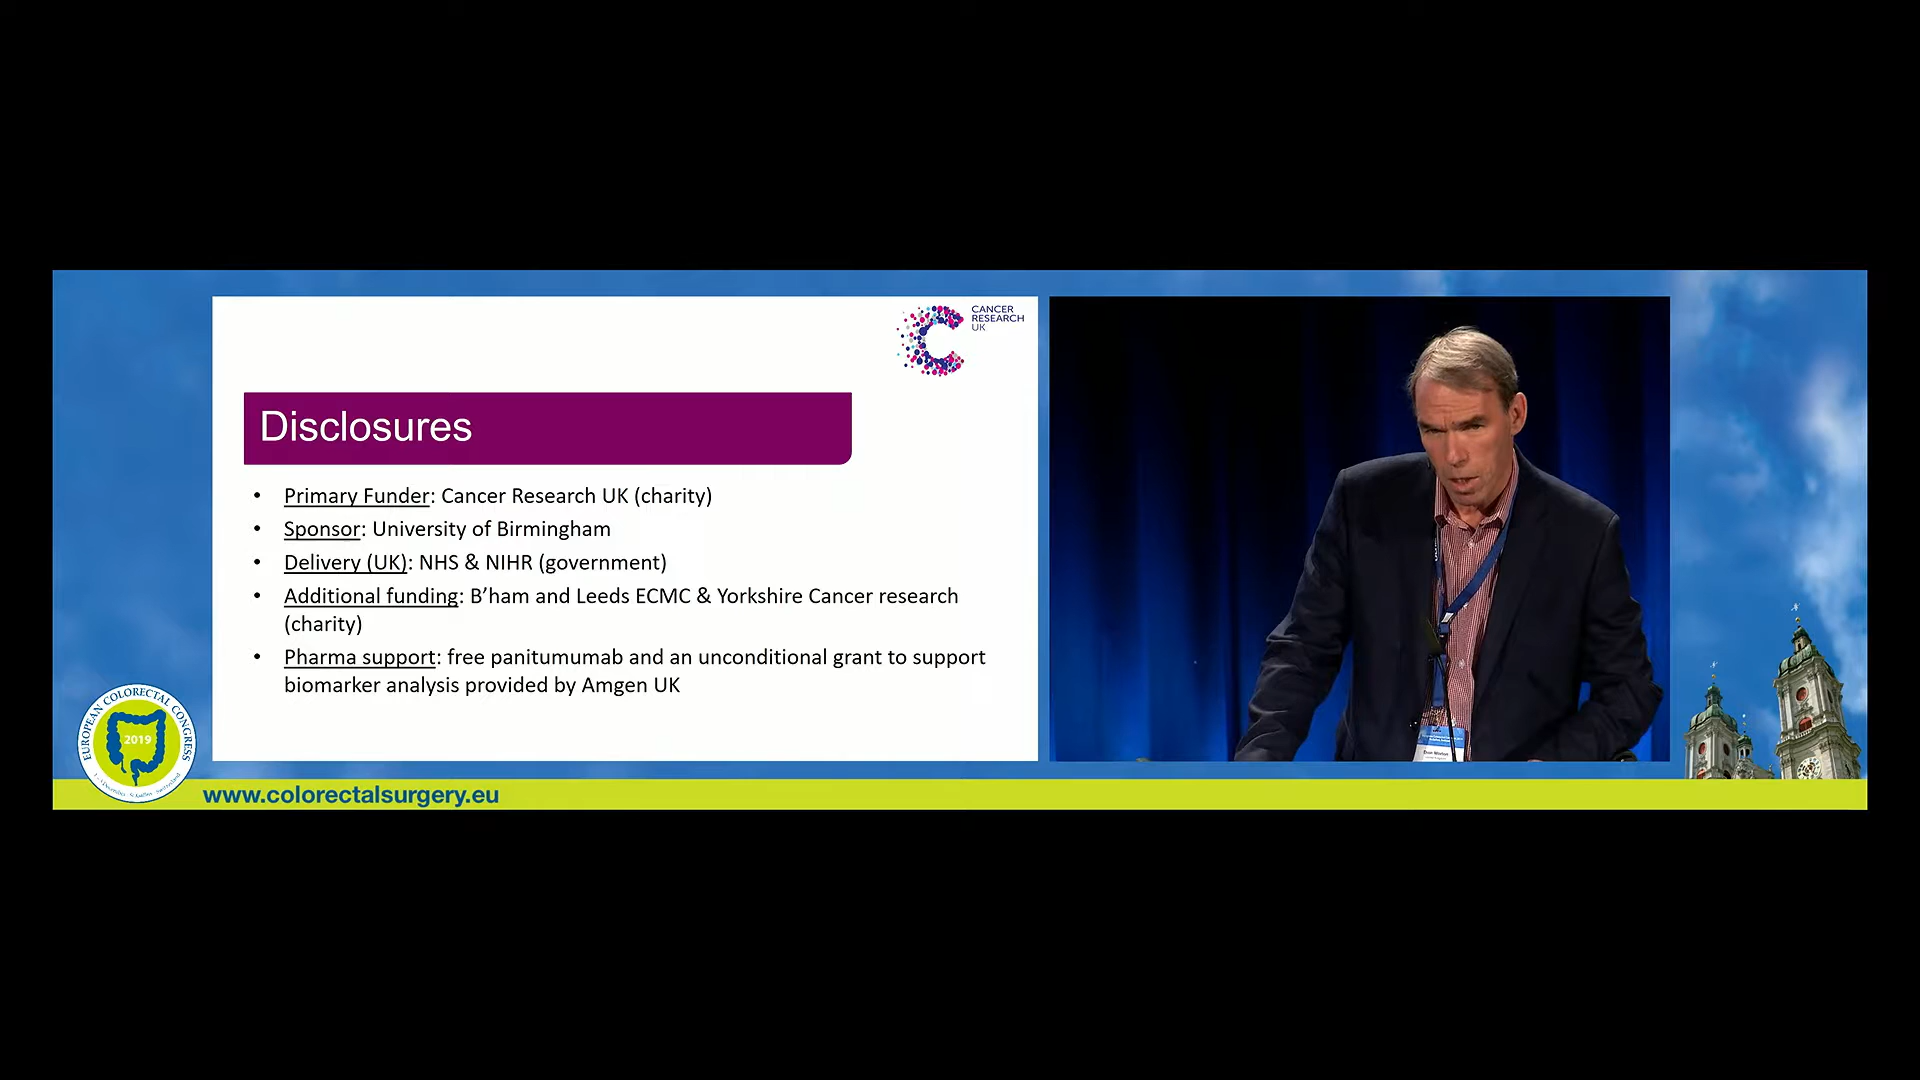 CANCER
RESEARCH
UK
Disclosures
• Primary Funder: Cancer Research UK (charity)
• Sponsor: University of Birmingham
• Delivery (UK): NHS & NIHR (government)
• Additional funding: B’ham and Leeds ECMC & Yorkshire Cancer research
(charity)
• Pharma support: free panitumumab and an unconditional grant to support
biomarker analysis provided by Amgen UK
EUROPEAN COLORECTAL CONGRESS
2019
www.colorectalsurgery.eu